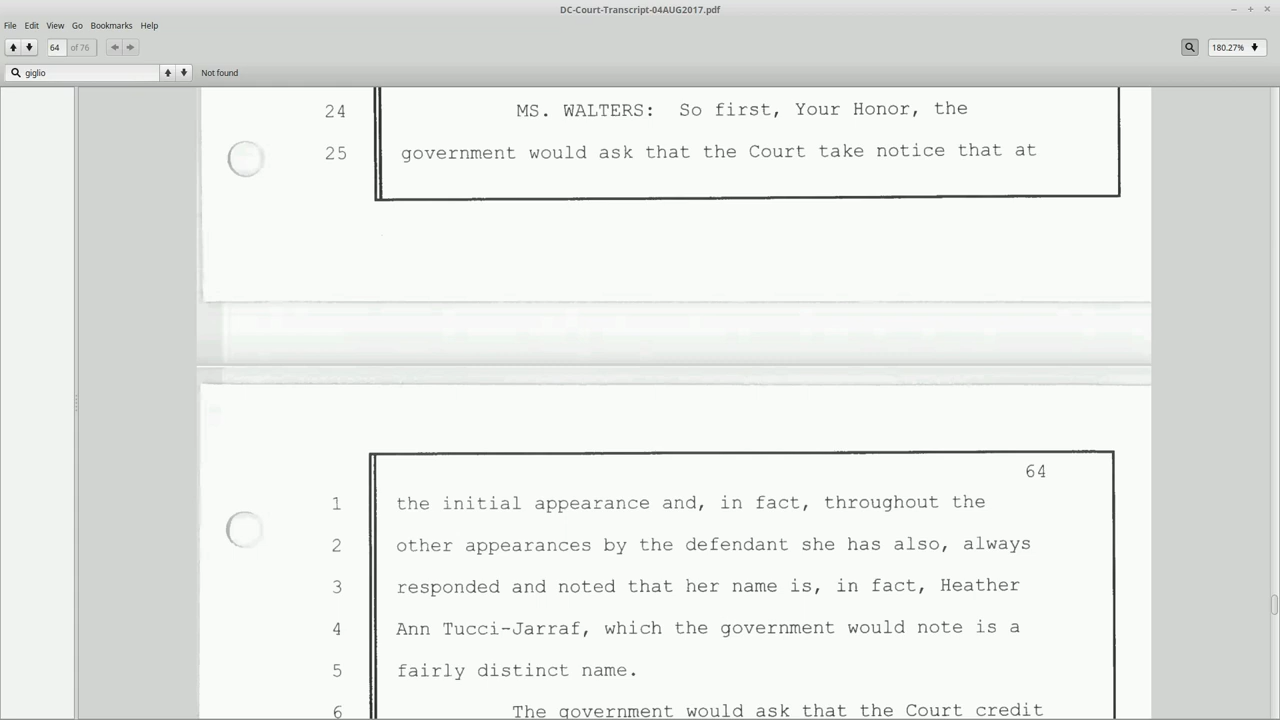 DC-Court-Transcript-04AUG2017.pdf
File Edit View Go Bookmarks Help
64 of 76 180.27%
giglio Not found
24 MS. WALTERS: So first, Your Honor, the
25 government would ask that the Court take notice that at
64
1 the initial appearance and, in fact, throughout the
2 other appearances by the defendant she has also, always
3 responded and noted that her name is, in fact, Heather
4 Ann Tucci-Jarraf, which the government would note is a
5 fairly distinct name.
6 The government would ask that the Court credit